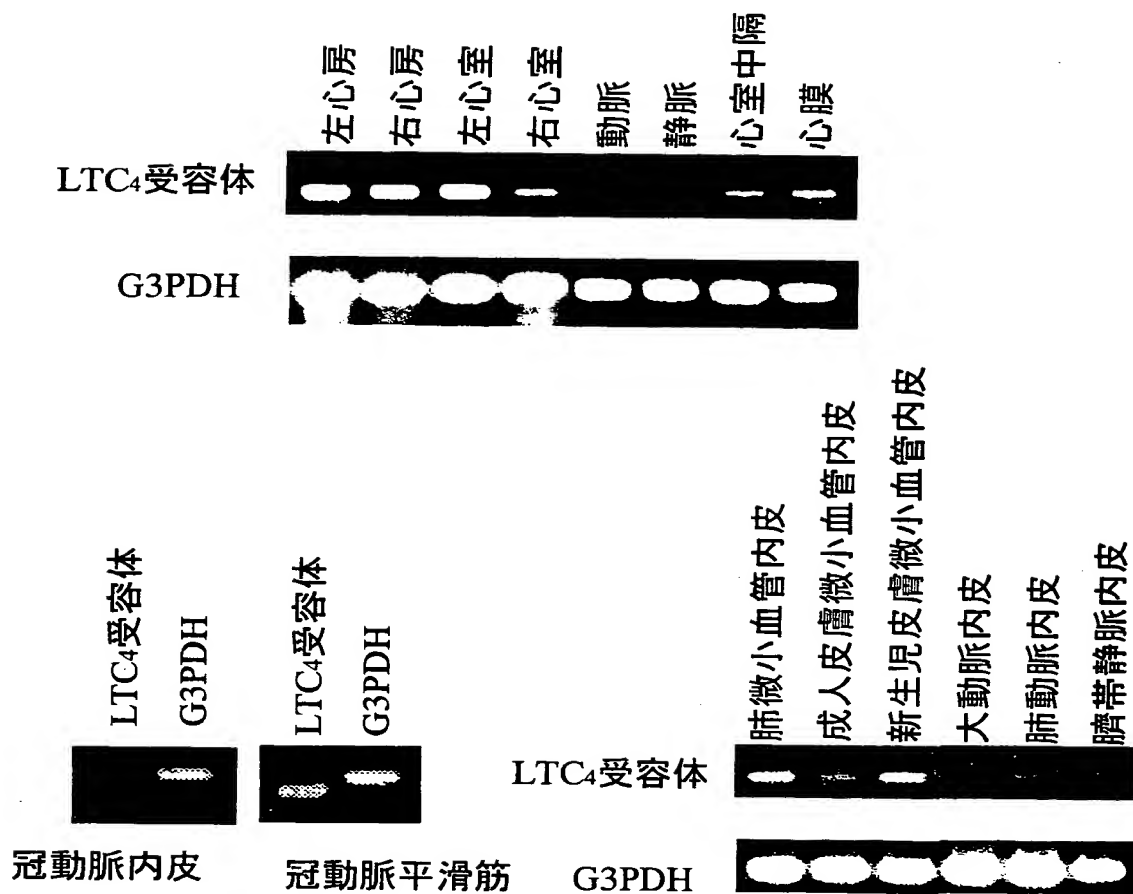 左心房
右心房
左心室
右心室
動脈
静脈
心室中隔
心膜
LTC4受容体
G3PDH
LTC4受容体
G3PDH
冠動脈内皮
LTC4受容体
G3PDH
冠動脈平滑筋
肺微小血管内皮
成人皮膚微小血管内皮
新生児皮膚微小血管内皮
大動脈内皮
肺動脈内皮
臍帯静脈内皮
LTC4受容体
G3PDH